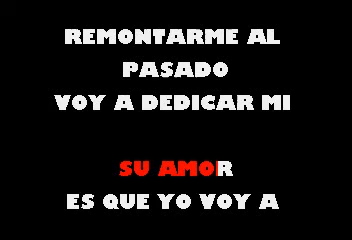 REMONTARME AL
PASADO
VOY A DEDICAR MI
SU AMOR
ES QUE YO VOY A